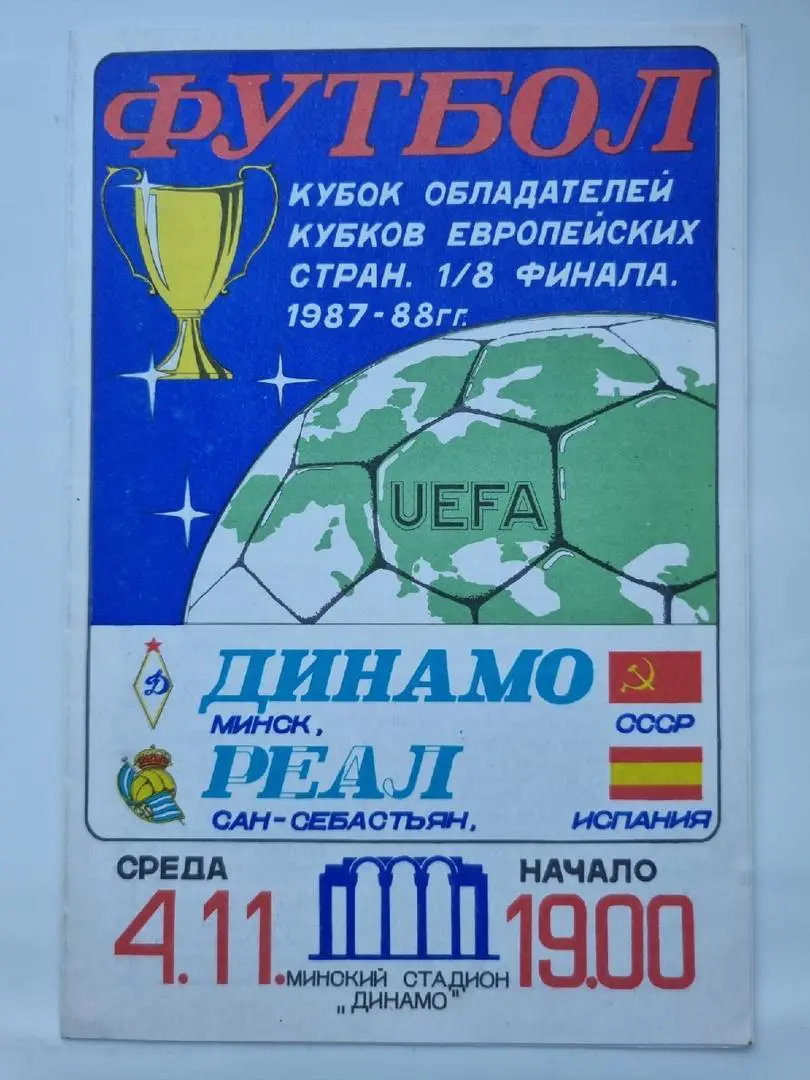 ФУТБОЛ
КУБОК ОБЛАДАТЕЛЕЙ
КУБКОВ ЕВРОПЕЙСКИХ
СТРАН. 1/8 ФИНАЛА.
1987-88гг.
UEFA
Д
ДИНАМО
МИНСК,
СССР
РЕАЛ
САН-СЕБАСТЬЯН,
ИСПАНИЯ
СРЕДА
4.11.
НАЧАЛО
19.00
МИНСКИЙ СТАДИОН
„ДИНАМО"